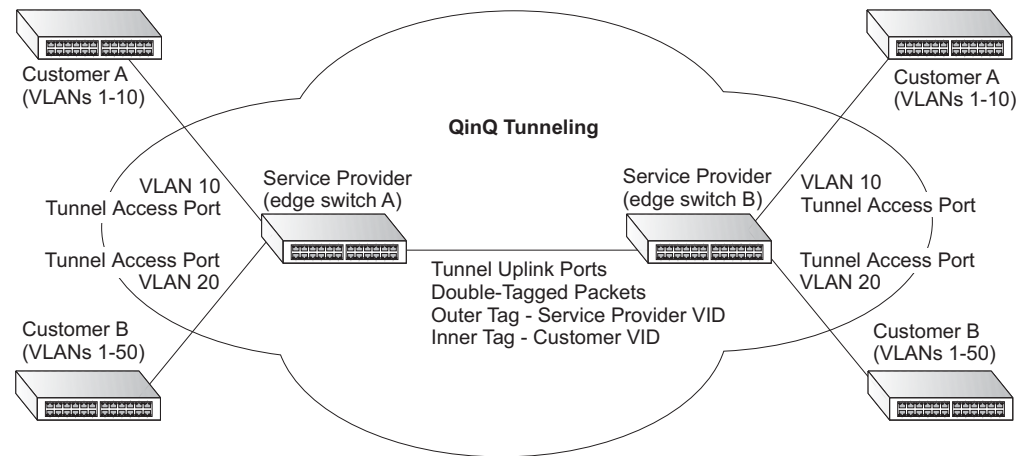 Customer A
(VLANs 1-10)
Customer A
(VLANs 1-10)
QinQ Tunneling
VLAN 10
Tunnel Access Port
Service Provider
(edge switch A)
Service Provider
(edge switch B)
VLAN 10
Tunnel Access Port
Tunnel Access Port
VLAN 20
Tunnel Uplink Ports
Double-Tagged Packets
Outer Tag - Service Provider VID
Inner Tag - Customer VID
Tunnel Access Port
VLAN 20
Customer B
(VLANs 1-50)
Customer B
(VLANs 1-50)